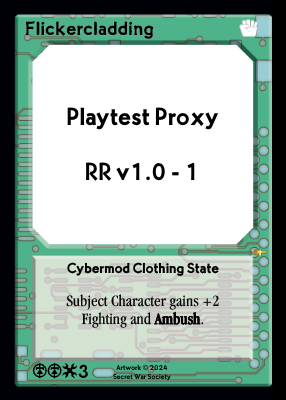 Flickercladding
Playtest Proxy
RR v1.0 - 1
Cybermod Clothing State
Subject Character gains +2
Fighting and Ambush.
3
Artwork © 2024
Secret War Society